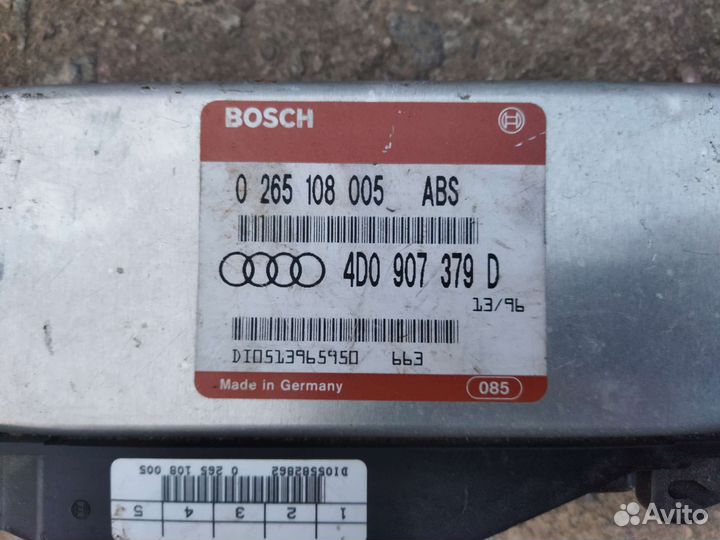 BOSCH
0 265 108 005 ABS
4D0 907 379 D
13/96
DI0513965950 663
Made in Germany 085
DI05582862 0 265 108 005
1 2 3 4 5
Avito